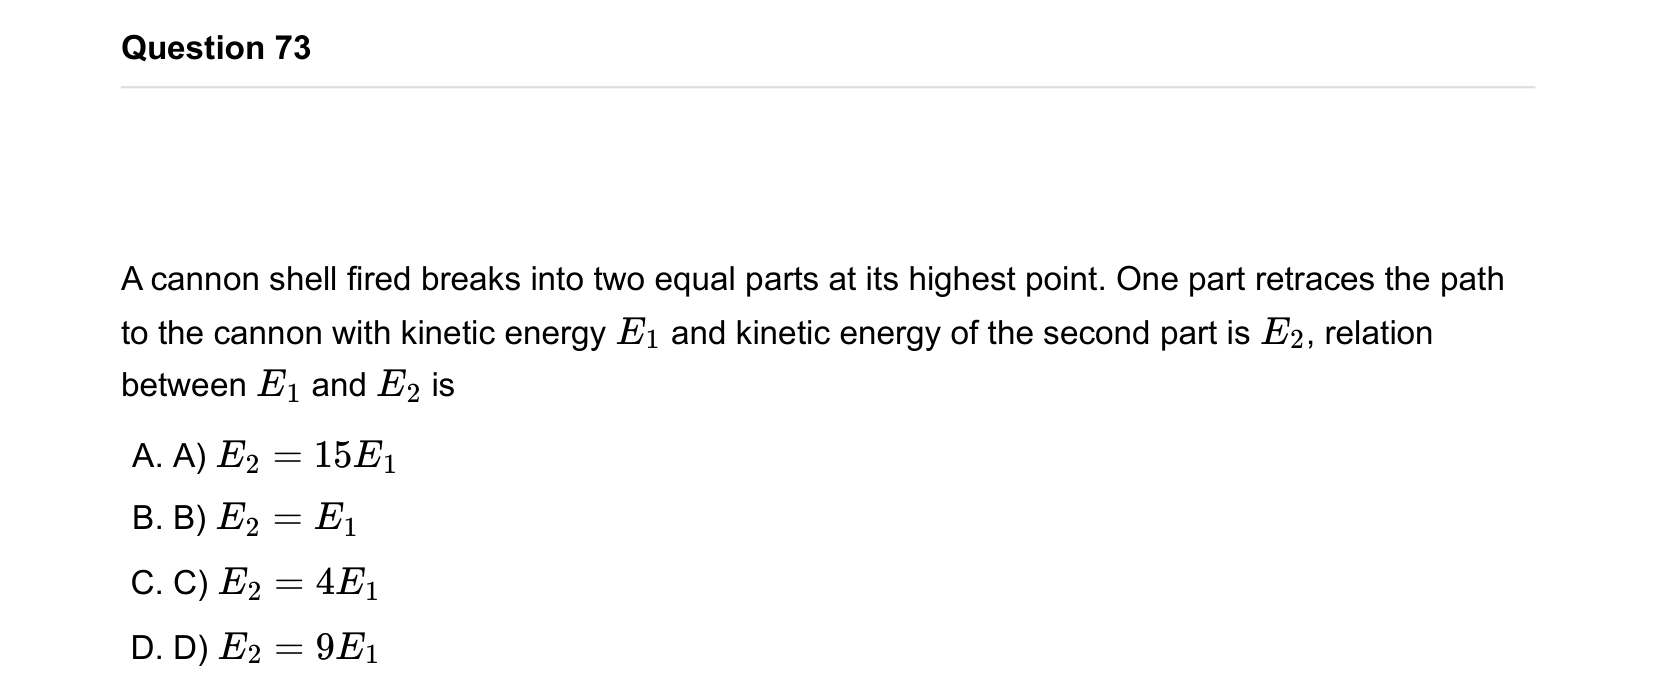 Question 73
A cannon shell fired breaks into two equal parts at its highest point. One part retraces the path
to the cannon with kinetic energy E₁ and kinetic energy of the second part is E₂, relation
between E₁ and E₂ is
A. A) E₂ = 15E₁
B. B) E₂ = E₁
C. C) E₂ = 4E₁
D. D) E₂ = 9E₁